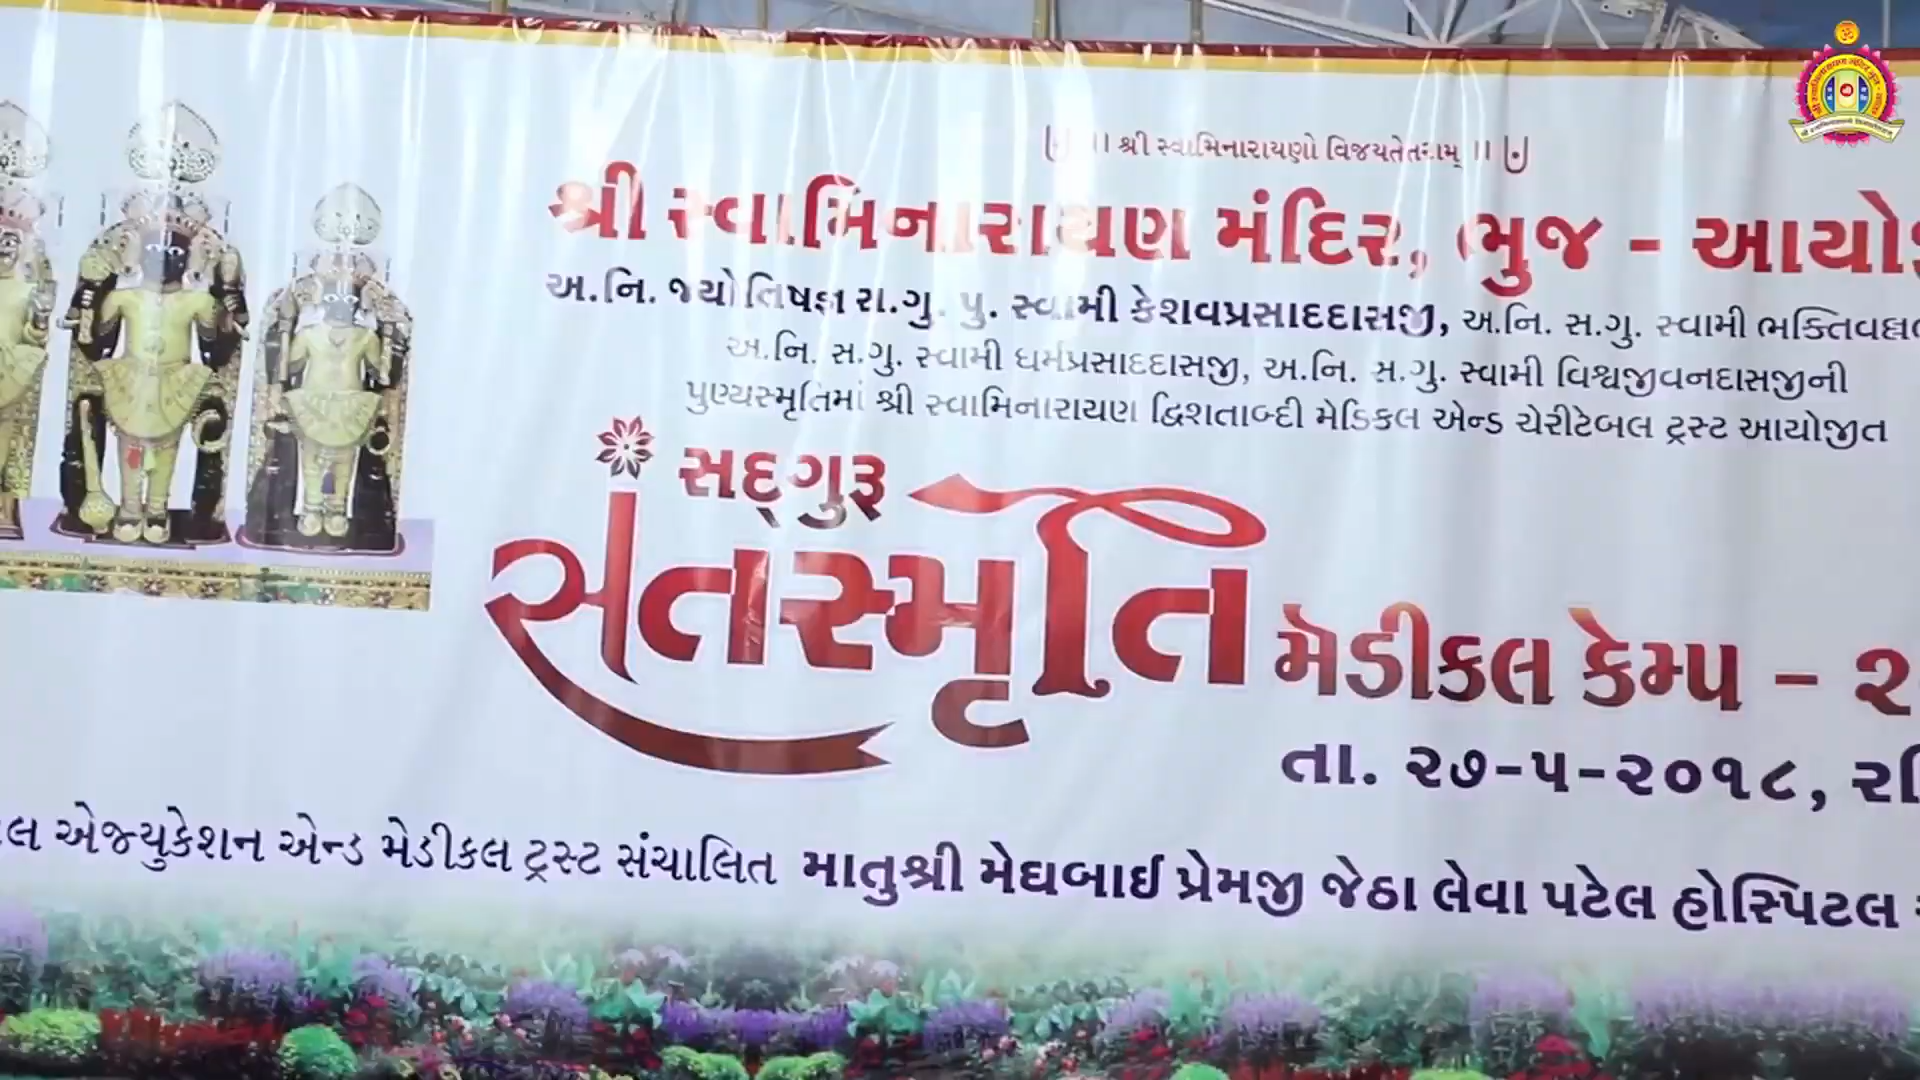 ।। શ્રી સ્વામિનારાયણો વિજયતેતરામ્ ।।
શ્રી સ્વામિનારાયણ મંદિર, ભુજ - આયોજ
અ.નિ. જ્યોતિષજ્ઞ રા.ગુ. પુ. સ્વામી કેશવપ્રસાદદાસજી, અ.નિ. સ.ગુ. સ્વામી ભક્તિવલ્લભ
અ.નિ. સ.ગુ. સ્વામી ધર્મપ્રસાદદાસજી, અ.નિ. સ.ગુ. સ્વામી વિશ્વજીવનદાસજીની
પુણ્યસ્મૃતિમાં શ્રી સ્વામિનારાયણ દ્વિશતાબ્દી મેડિકલ એન્ડ ચેરીટેબલ ટ્રસ્ટ આયોજીત
સદ્‌ગુરૂ
સંતસ્મૃતિ
મેડીકલ કેમ્પ - ૨
તા. ૨૭-૫-૨૦૧૮, રવિ
લ એજ્યુકેશન એન્ડ મેડીકલ ટ્રસ્ટ સંચાલિત માતુશ્રી મેઘબાઈ પ્રેમજી જેઠા લેવા પટેલ હોસ્પિટલ